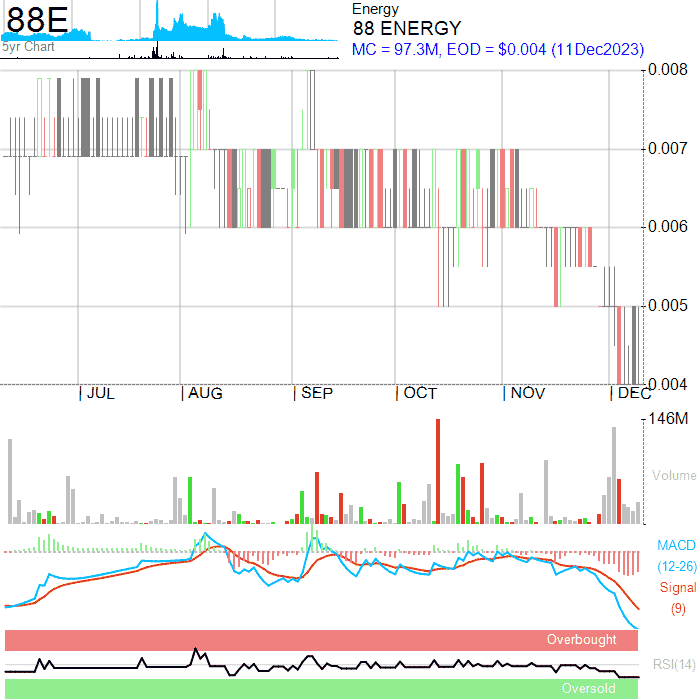 88E
5yr Chart
Energy
88 ENERGY
MC = 97.3M, EOD = $0.004 (11Dec2023)
0.008
0.007
0.006
0.005
0.004
JUL
AUG
SEP
OCT
NOV
DEC
146M
Volume
MACD
(12-26)
Signal
(9)
Overbought
RSI(14)
Oversold